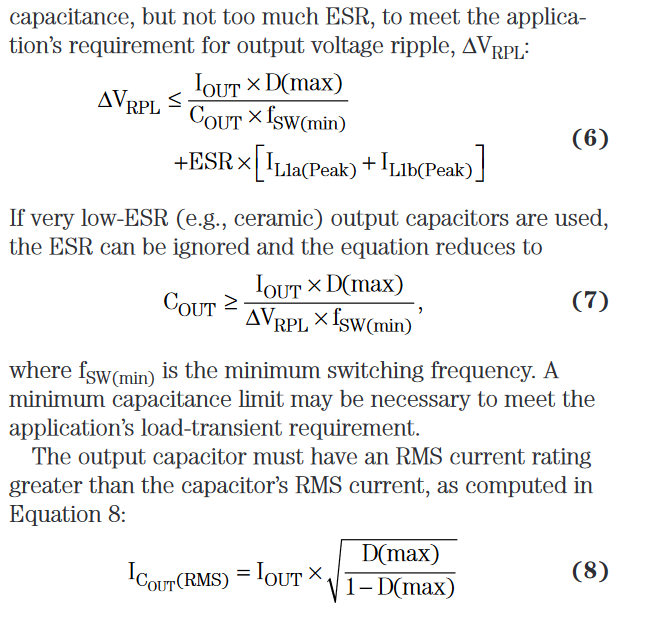 capacitance, but not too much ESR, to meet the applica-
tion's requirement for output voltage ripple, ΔV_RPL:
ΔV_RPL ≤ (I_OUT × D(max)) / (C_OUT × f_SW(min))
+ESR × [I_L1a(Peak) + I_L1b(Peak)] (6)
If very low-ESR (e.g., ceramic) output capacitors are used,
the ESR can be ignored and the equation reduces to
C_OUT ≥ (I_OUT × D(max)) / (ΔV_RPL × f_SW(min)), (7)
where f_SW(min) is the minimum switching frequency. A
minimum capacitance limit may be necessary to meet the
application's load-transient requirement.
The output capacitor must have an RMS current rating
greater than the capacitor's RMS current, as computed in
Equation 8:
I_C_OUT(RMS) = I_OUT × √(D(max) / (1 – D(max))) (8)